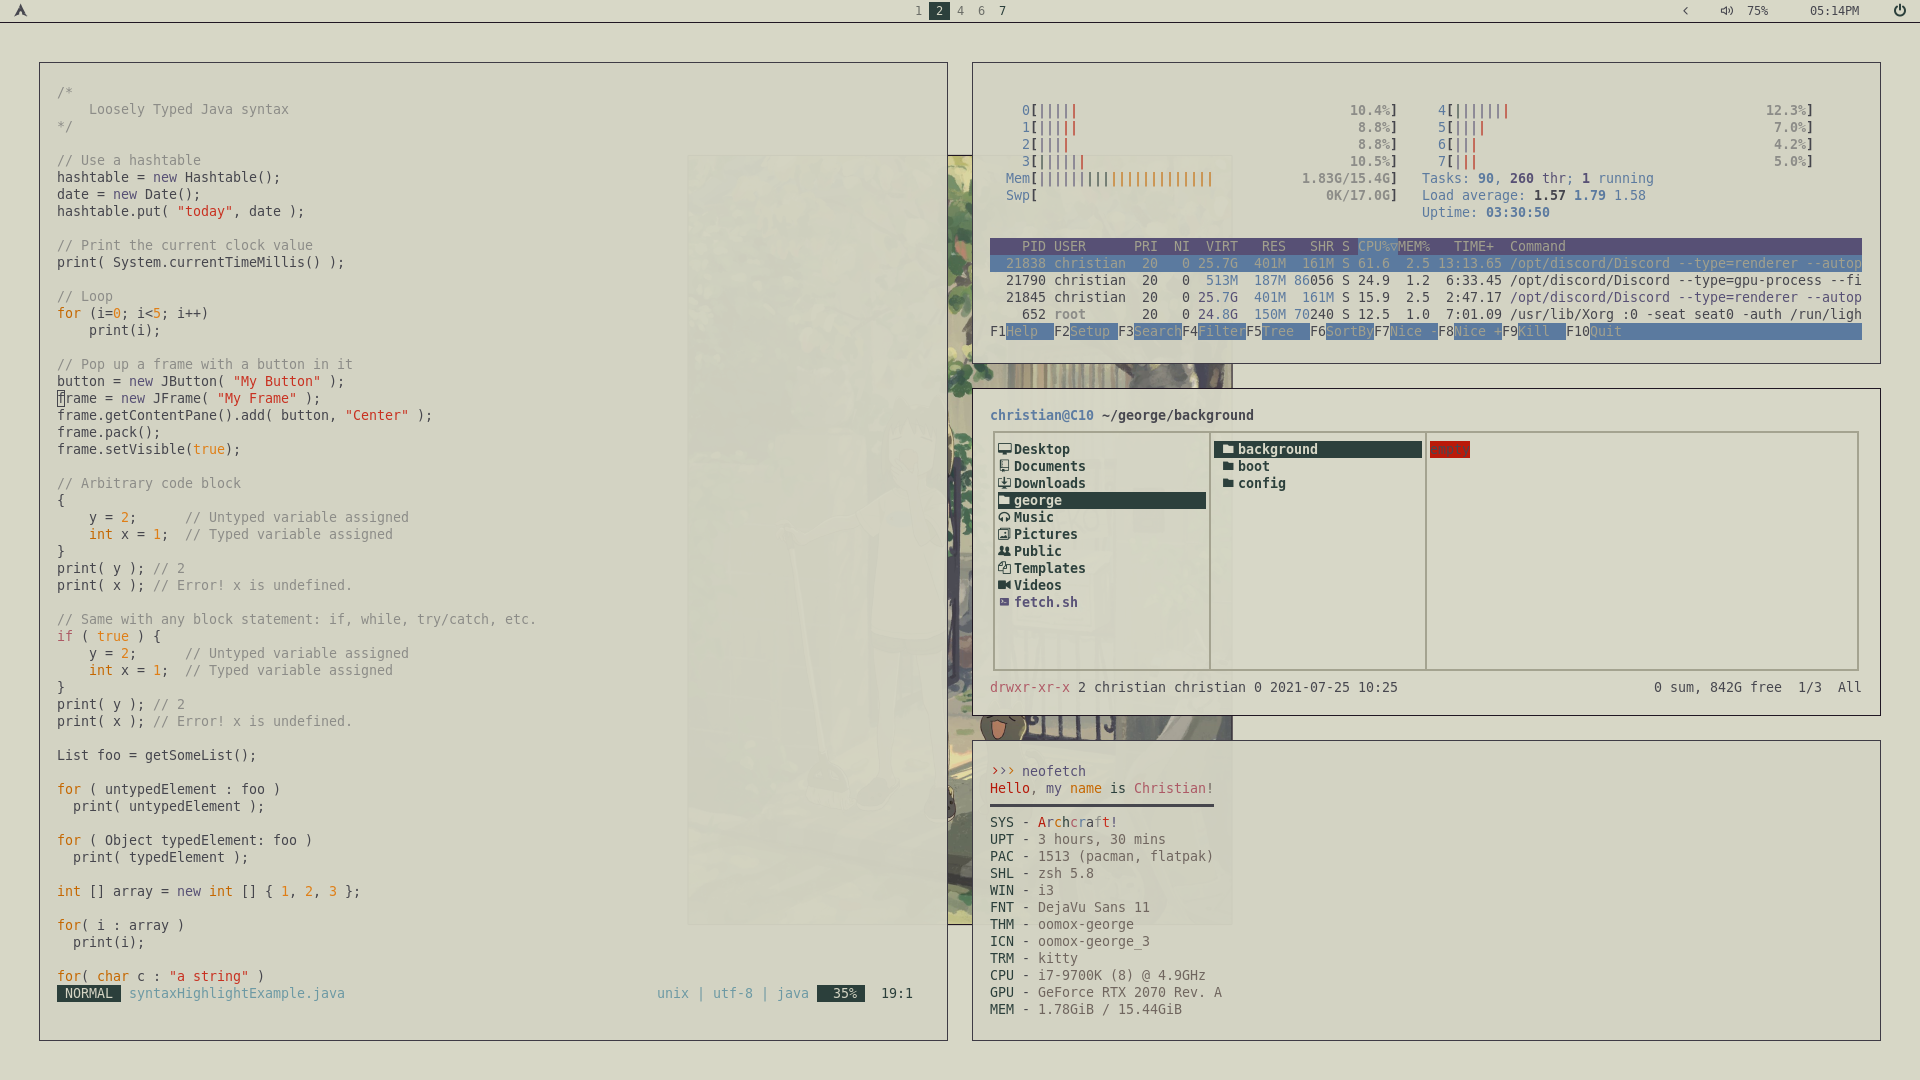 1 2 4 6 7
75% 05:14PM
/*
Loosely Typed Java syntax
*/
// Use a hashtable
hashtable = new Hashtable();
date = new Date();
hashtable.put( "today", date );
// Print the current clock value
print( System.currentTimeMillis() );
// Loop
for (i=0; i<5; i++)
print(i);
// Pop up a frame with a button in it
button = new JButton( "My Button" );
frame = new JFrame( "My Frame" );
frame.getContentPane().add( button, "Center" );
frame.pack();
frame.setVisible(true);
// Arbitrary code block
{
y = 2;      // Untyped variable assigned
int x = 1;  // Typed variable assigned
}
print( y ); // 2
print( x ); // Error! x is undefined.
// Same with any block statement: if, while, try/catch, etc.
if ( true ) {
y = 2;      // Untyped variable assigned
int x = 1;  // Typed variable assigned
}
print( y ); // 2
print( x ); // Error! x is undefined.
List foo = getSomeList();
for ( untypedElement : foo )
print( untypedElement );
for ( Object typedElement: foo )
print( typedElement );
int [] array = new int [] { 1, 2, 3 };
for( i : array )
print(i);
for( char c : "a string" )
NORMAL syntaxHighlightExample.java unix | utf-8 | java 35% 19:1
0[||||| 10.4%] 4[||||||| 12.3%]
1[||||| 8.8%] 5[|||| 7.0%]
2[|||| 8.8%] 6[||| 4.2%]
3[|||||| 10.5%] 7[||| 5.0%]
Mem[|||||||||||||||||||||| 1.83G/15.4G] Tasks: 90, 260 thr; 1 running
Swp[ 0K/17.0G] Load average: 1.57 1.79 1.58
Uptime: 03:30:50
PID USER PRI NI VIRT RES SHR S CPU%▽MEM% TIME+ Command
21838 christian 20 0 25.7G 401M 161M S 61.6 2.5 13:13.65 /opt/discord/Discord --type=renderer --autop
21790 christian 20 0 513M 187M 86056 S 24.9 1.2 6:33.45 /opt/discord/Discord --type=gpu-process --fi
21845 christian 20 0 25.7G 401M 161M S 15.9 2.5 2:47.17 /opt/discord/Discord --type=renderer --autop
652 root 20 0 24.8G 150M 70240 S 12.5 1.0 7:01.09 /usr/lib/Xorg :0 -seat seat0 -auth /run/ligh
F1Help F2Setup F3SearchF4FilterF5Tree F6SortByF7Nice -F8Nice +F9Kill F10Quit
christian@C10 ~/george/background
Desktop background
Documents boot
Downloads config
george
Music
Pictures
Public
Templates
Videos
fetch.sh
drwxr-xr-x 2 christian christian 0 2021-07-25 10:25 0 sum, 842G free 1/3 All
››› neofetch
Hello, my name is Christian!
SYS - Archcraft!
UPT - 3 hours, 30 mins
PAC - 1513 (pacman, flatpak)
SHL - zsh 5.8
WIN - i3
FNT - DejaVu Sans 11
THM - oomox-george
ICN - oomox-george_3
TRM - kitty
CPU - i7-9700K (8) @ 4.9GHz
GPU - GeForce RTX 2070 Rev. A
MEM - 1.78GiB / 15.44GiB